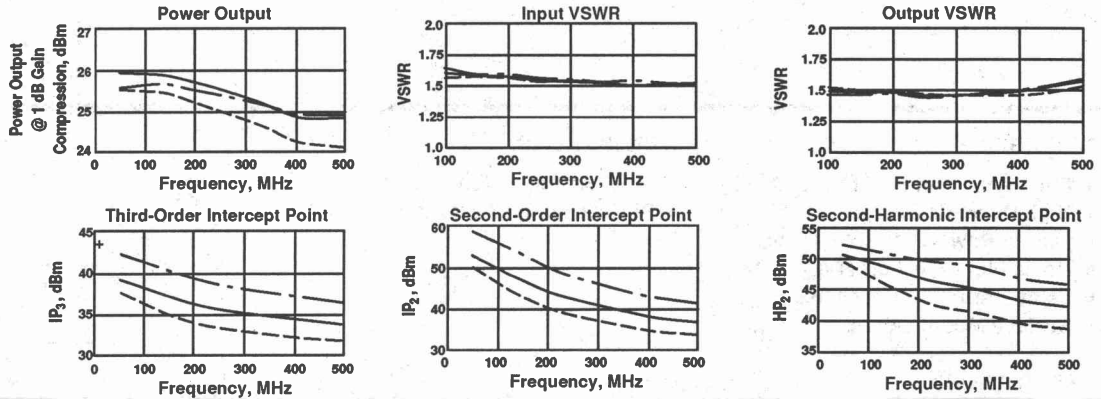 Power Output
Power Output
@ 1 dB Gain
Compression, dBm
27
26
25
24
0 100 200 300 400 500
Frequency, MHz
Input VSWR
VSWR
2.0
1.75
1.5
1.25
1.0
100 200 300 400 500
Frequency, MHz
Output VSWR
VSWR
2.0
1.75
1.5
1.25
1.0
100 200 300 400 500
Frequency, MHz
Third-Order Intercept Point
IP3, dBm
45
40
35
30
0 100 200 300 400 500
Frequency, MHz
Second-Order Intercept Point
IP2, dBm
60
50
40
30
0 100 200 300 400 500
Frequency, MHz
Second-Harmonic Intercept Point
HP2, dBm
55
50
45
40
35
0 100 200 300 400 500
Frequency, MHz